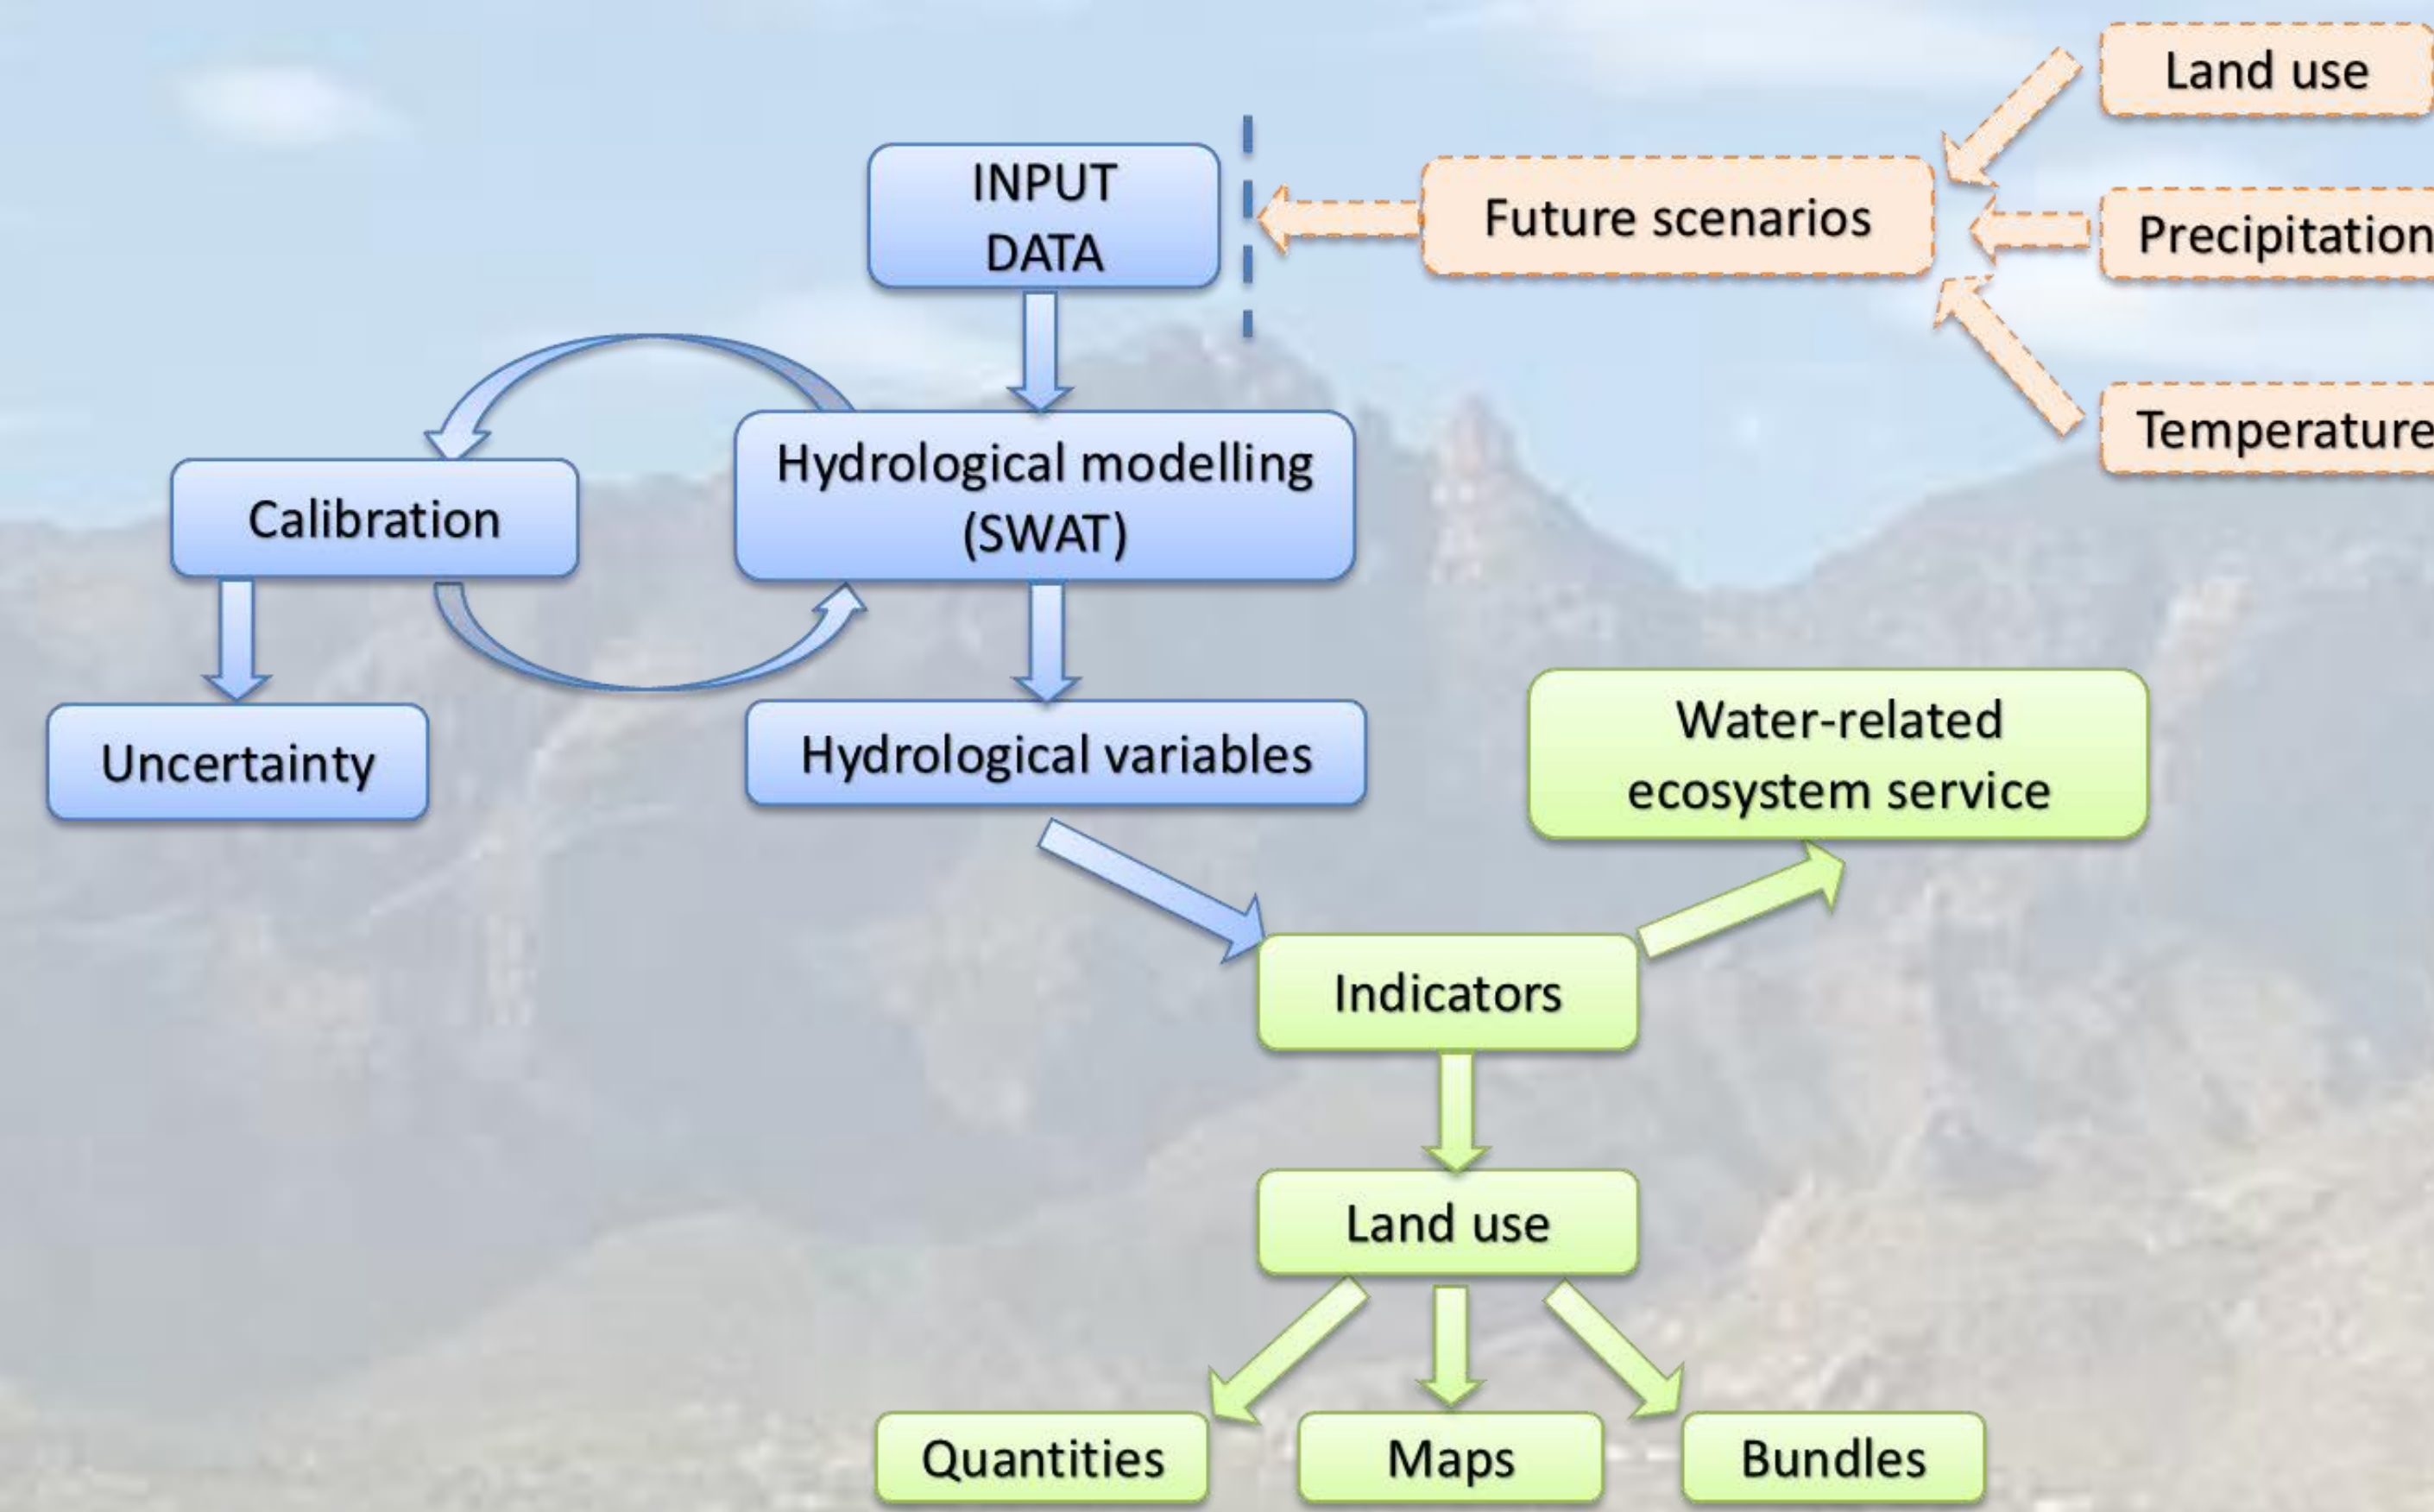 Land use
INPUT
DATA
Future scenarios
Precipitation
Temperature
Hydrological modelling
(SWAT)
Calibration
Uncertainty
Hydrological variables
Water-related
ecosystem service
Indicators
Land use
Quantities
Maps
Bundles